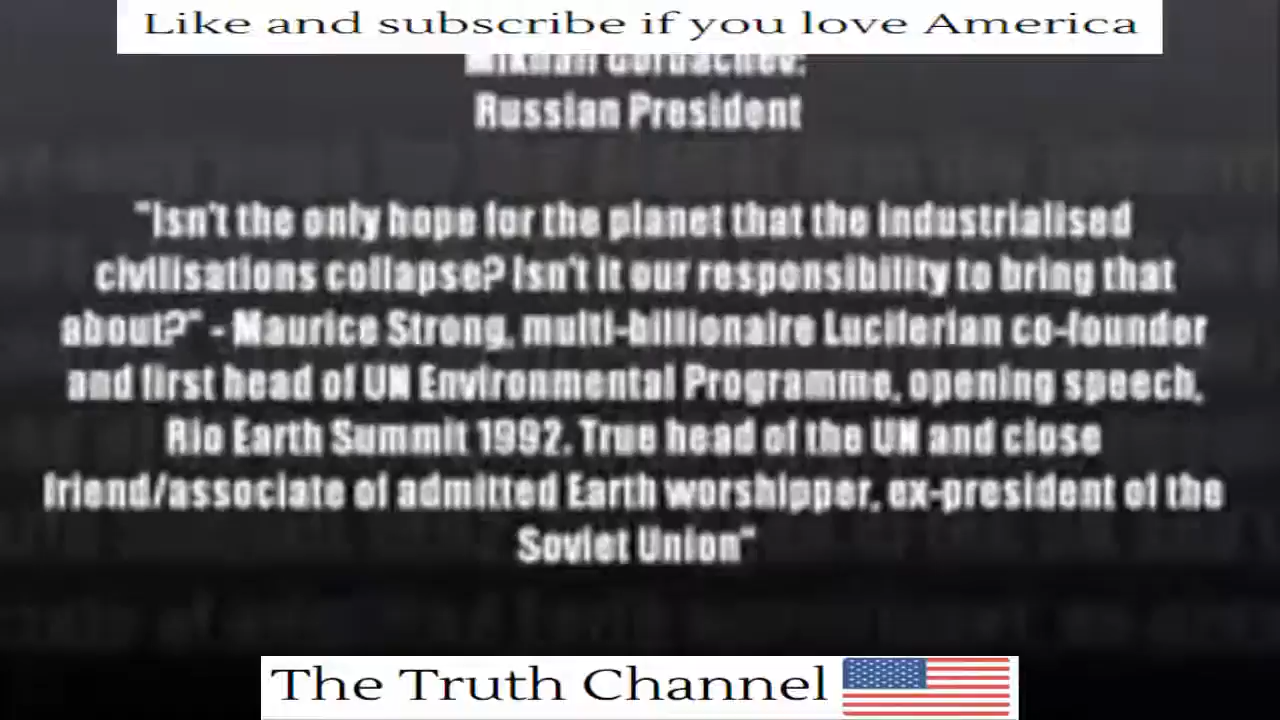 Like and subscribe if you love America
Mikhail Gorbachev:
Russian President
"Isn't the only hope for the planet that the industrialised
civilisations collapse? Isn't it our responsibility to bring that
about?" - Maurice Strong, multi-billionaire Luciferian co-founder
and first head of UN Environmental Programme, opening speech,
Rio Earth Summit 1992. True head of the UN and close
friend/associate of admitted Earth worshipper, ex-president of the
Soviet Union"
The Truth Channel